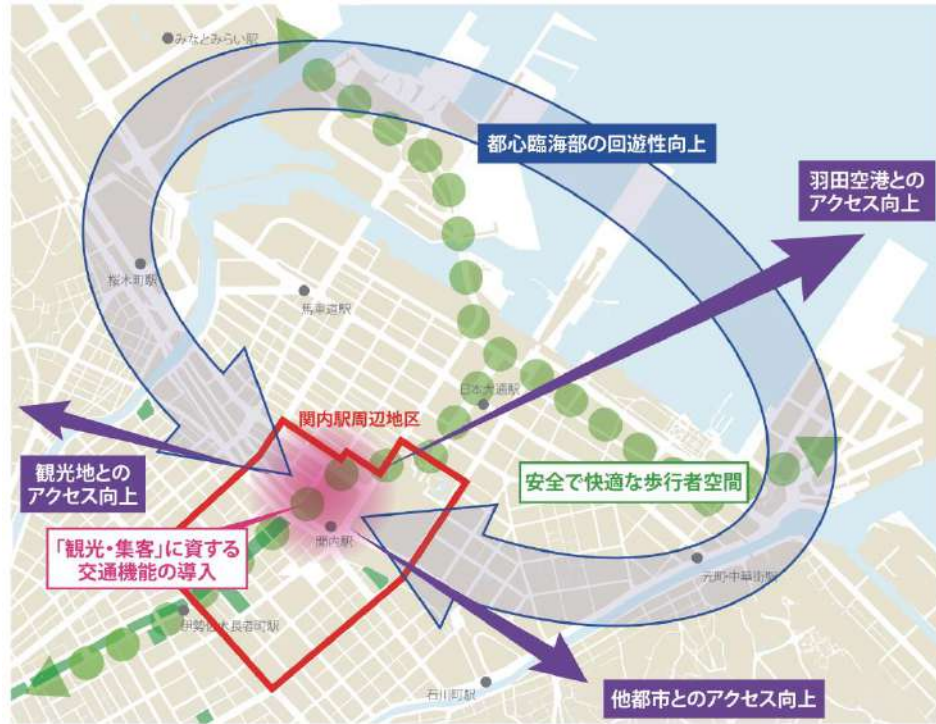 みなとみらい駅
都心臨海部の回遊性向上
羽田空港との
アクセス向上
桜木町駅
馬車道駅
日本大通駅
関内駅周辺地区
観光地との
アクセス向上
安全で快適な歩行者空間
関内駅
「観光・集客」に資する
交通機能の導入
元町・中華街駅
伊勢佐木長者町駅
石川町駅
他都市とのアクセス向上